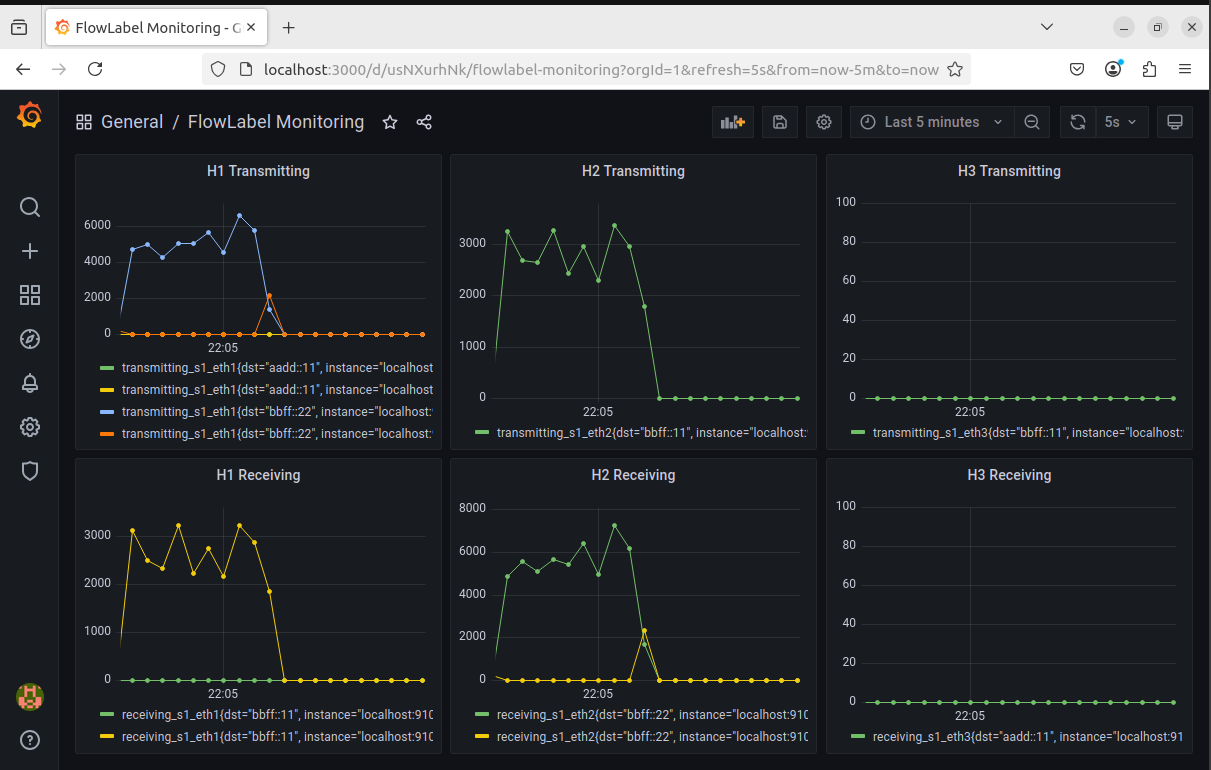 FlowLabel Monitoring - G
localhost:3000/d/usNXurhNk/flowlabel-monitoring?orgId=1&refresh=5s&from=now-5m&to=now
General / FlowLabel Monitoring
Last 5 minutes
5s
H1 Transmitting
6000
4000
2000
0
22:05
transmitting_s1_eth1{dst="aadd::11", instance="localhost
transmitting_s1_eth1{dst="aadd::11", instance="localhost
transmitting_s1_eth1{dst="bbff::22", instance="localhost:
transmitting_s1_eth1{dst="bbff::22", instance="localhost:
H2 Transmitting
3000
2000
1000
0
22:05
transmitting_s1_eth2{dst="bbff::11", instance="localhost:
H3 Transmitting
100
80
60
40
20
0
22:05
transmitting_s1_eth3{dst="bbff::11", instance="localhost:
H1 Receiving
3000
2000
1000
0
22:05
receiving_s1_eth1{dst="bbff::11", instance="localhost:910
receiving_s1_eth1{dst="bbff::11", instance="localhost:910
H2 Receiving
8000
6000
4000
2000
0
22:05
receiving_s1_eth2{dst="bbff::22", instance="localhost:910
receiving_s1_eth2{dst="bbff::22", instance="localhost:910
H3 Receiving
100
80
60
40
20
0
22:05
receiving_s1_eth3{dst="aadd::11", instance="localhost:91